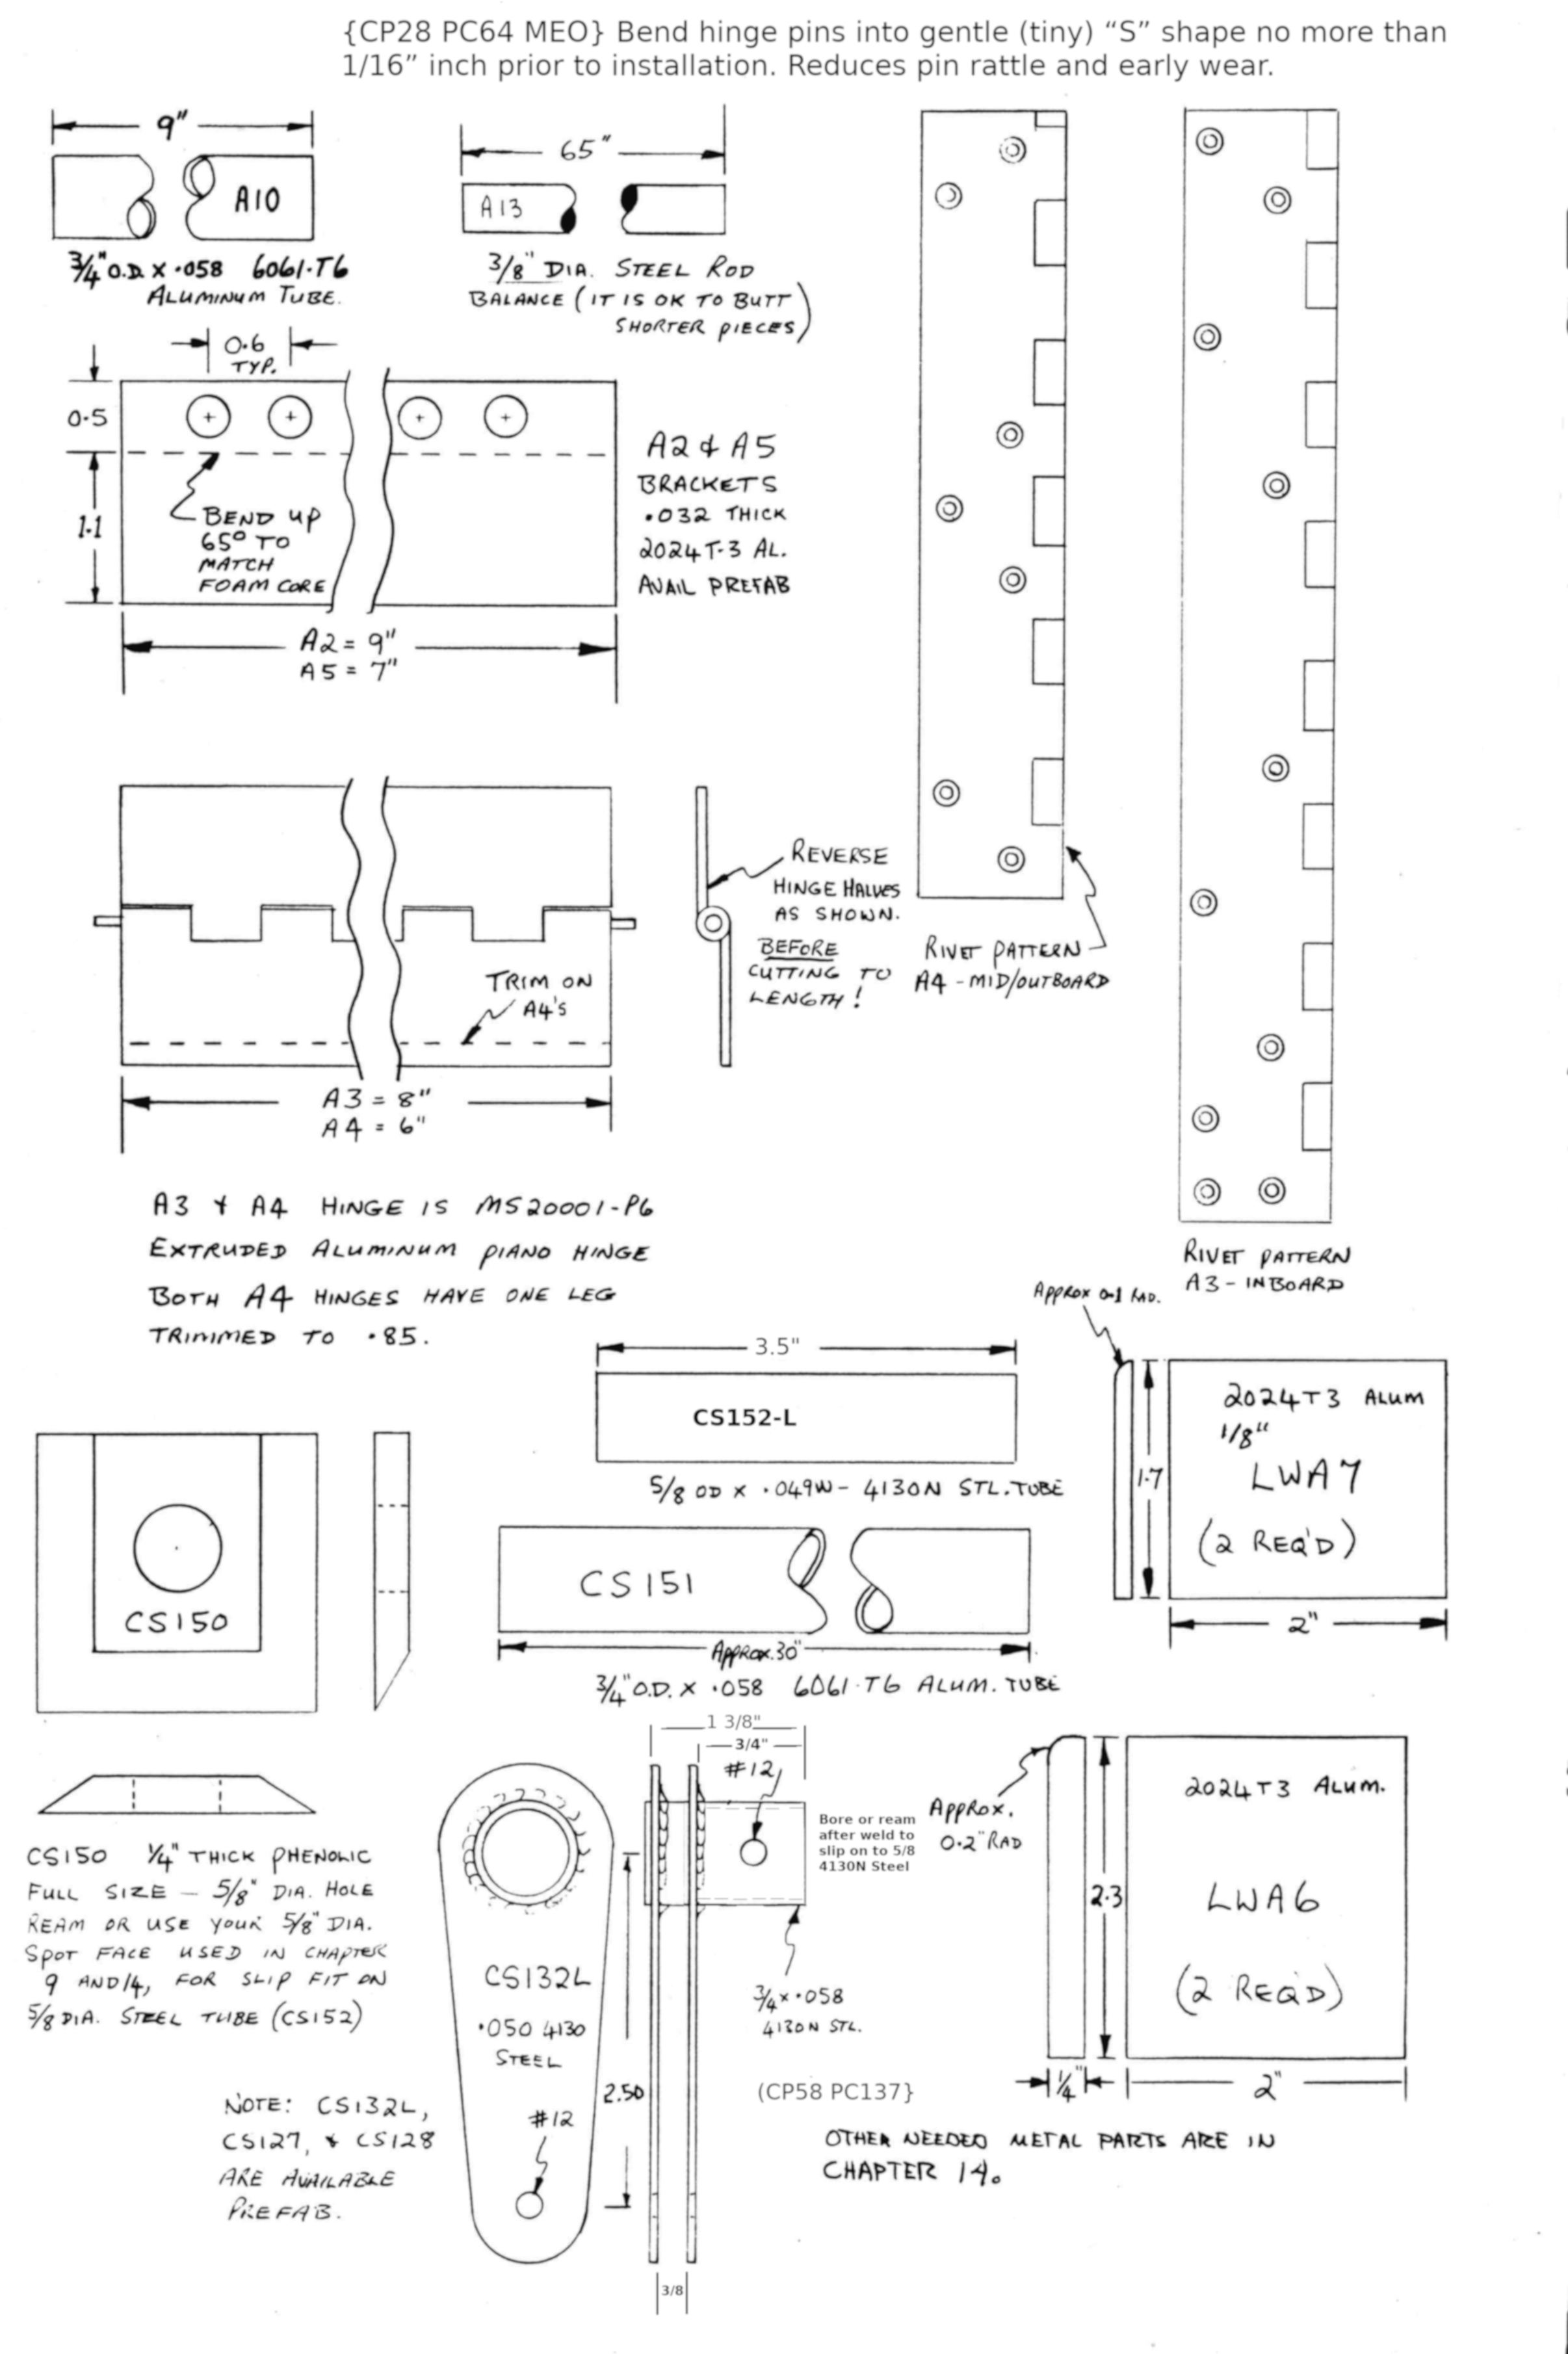 {CP28 PC64 MEO} Bend hinge pins into gentle (tiny) “S” shape no more than
1/16” inch prior to installation. Reduces pin rattle and early wear.
9"
A10
3/4" O.D. X .058 6061-T6
ALUMINUM TUBE.
65"
A13
3/8" DIA. STEEL ROD
BALANCE (IT IS OK TO BUTT
SHORTER PIECES)
0.6
TYP.
0.5
1.1
BEND UP
65° TO
MATCH
FOAM CORE
A2 & A5
BRACKETS
.032 THICK
2024T-3 AL.
AVAIL PREFAB
A2 = 9"
A5 = 7"
TRIM ON
A4'S
REVERSE
HINGE HALVES
AS SHOWN.
BEFORE
CUTTING TO
LENGTH!
RIVET PATTERN
A4 - MID/OUTBOARD
A3 = 8"
A4 = 6"
RIVET PATTERN
A3 - INBOARD
A3 & A4 HINGE IS MS20001-P6
EXTRUDED ALUMINUM PIANO HINGE
BOTH A4 HINGES HAVE ONE LEG
TRIMMED TO .85.
3.5"
CS152-L
5/8 OD X .049W - 4130N STL. TUBE
APPROX 0.1 RAD.
1.7
2024T3 ALUM
1/8"
LWA7
(2 REQ'D)
2"
CS150
CS151
APPROX. 30"
3/4" O.D. X .058 6061-T6 ALUM. TUBE
CS150 1/4" THICK PHENOLIC
FULL SIZE - 5/8" DIA. HOLE
REAM OR USE YOUR 5/8" DIA.
SPOT FACE USED IN CHAPTER
9 AND 14, FOR SLIP FIT ON
5/8 DIA. STEEL TUBE (CS152)
CS132L
.050 4130
STEEL
#12
2.50
1 3/8"
3/4"
#12
Bore or ream
after weld to
slip on to 5/8
4130N Steel
3/4 X .058
4130N STL.
3/8
APPROX.
0.2" RAD
2.3
2024T3 ALUM.
LWA6
(2 REQ'D)
1/4"
2"
NOTE: CS132L,
CS127, & CS128
ARE AVAILABLE
PREFAB.
(CP58 PC137}
OTHER NEEDED METAL PARTS ARE IN
CHAPTER 14.